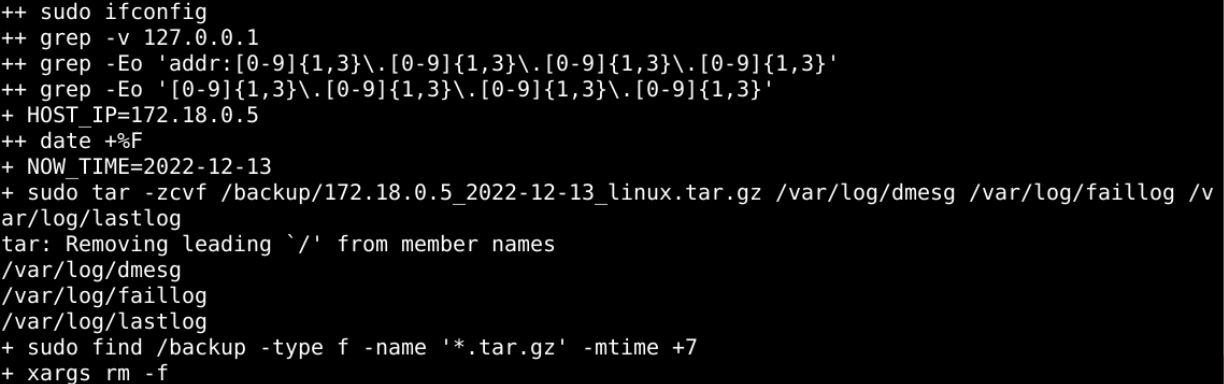 ++ sudo ifconfig
++ grep -v 127.0.0.1
++ grep -Eo 'addr:[0-9]{1,3}\.[0-9]{1,3}\.[0-9]{1,3}\.[0-9]{1,3}'
++ grep -Eo '[0-9]{1,3}\.[0-9]{1,3}\.[0-9]{1,3}\.[0-9]{1,3}'
+ HOST_IP=172.18.0.5
++ date +%F
+ NOW_TIME=2022-12-13
+ sudo tar -zcvf /backup/172.18.0.5_2022-12-13_linux.tar.gz /var/log/dmesg /var/log/faillog /v
ar/log/lastlog
tar: Removing leading `/' from member names
/var/log/dmesg
/var/log/faillog
/var/log/lastlog
+ sudo find /backup -type f -name '*.tar.gz' -mtime +7
+ xargs rm -f